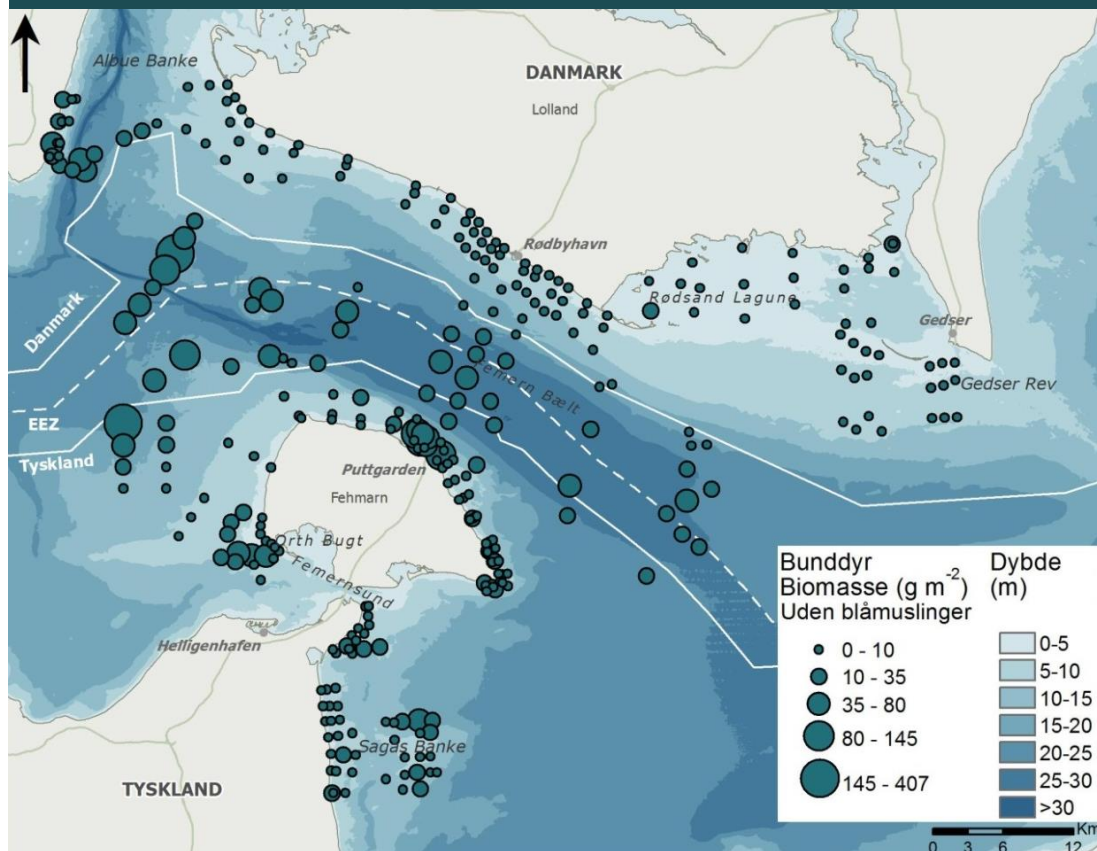 Albue Banke
DANMARK
Lolland
Rødbyhavn
Rødsand Lagune
Gedser
Gedser Rev
Danmark
EEZ
Tyskland
Femern Bælt
Puttgarden
Fehmarn
Orth Bugt
Femernsund
Heiligenhafen
Sagas Banke
TYSKLAND
Bunddyr
Biomasse (g m⁻²)
Uden blåmuslinger
0 - 10
10 - 35
35 - 80
80 - 145
145 - 407
Dybde
(m)
0-5
5-10
10-15
15-20
20-25
25-30
>30
Km
0 3 6 12